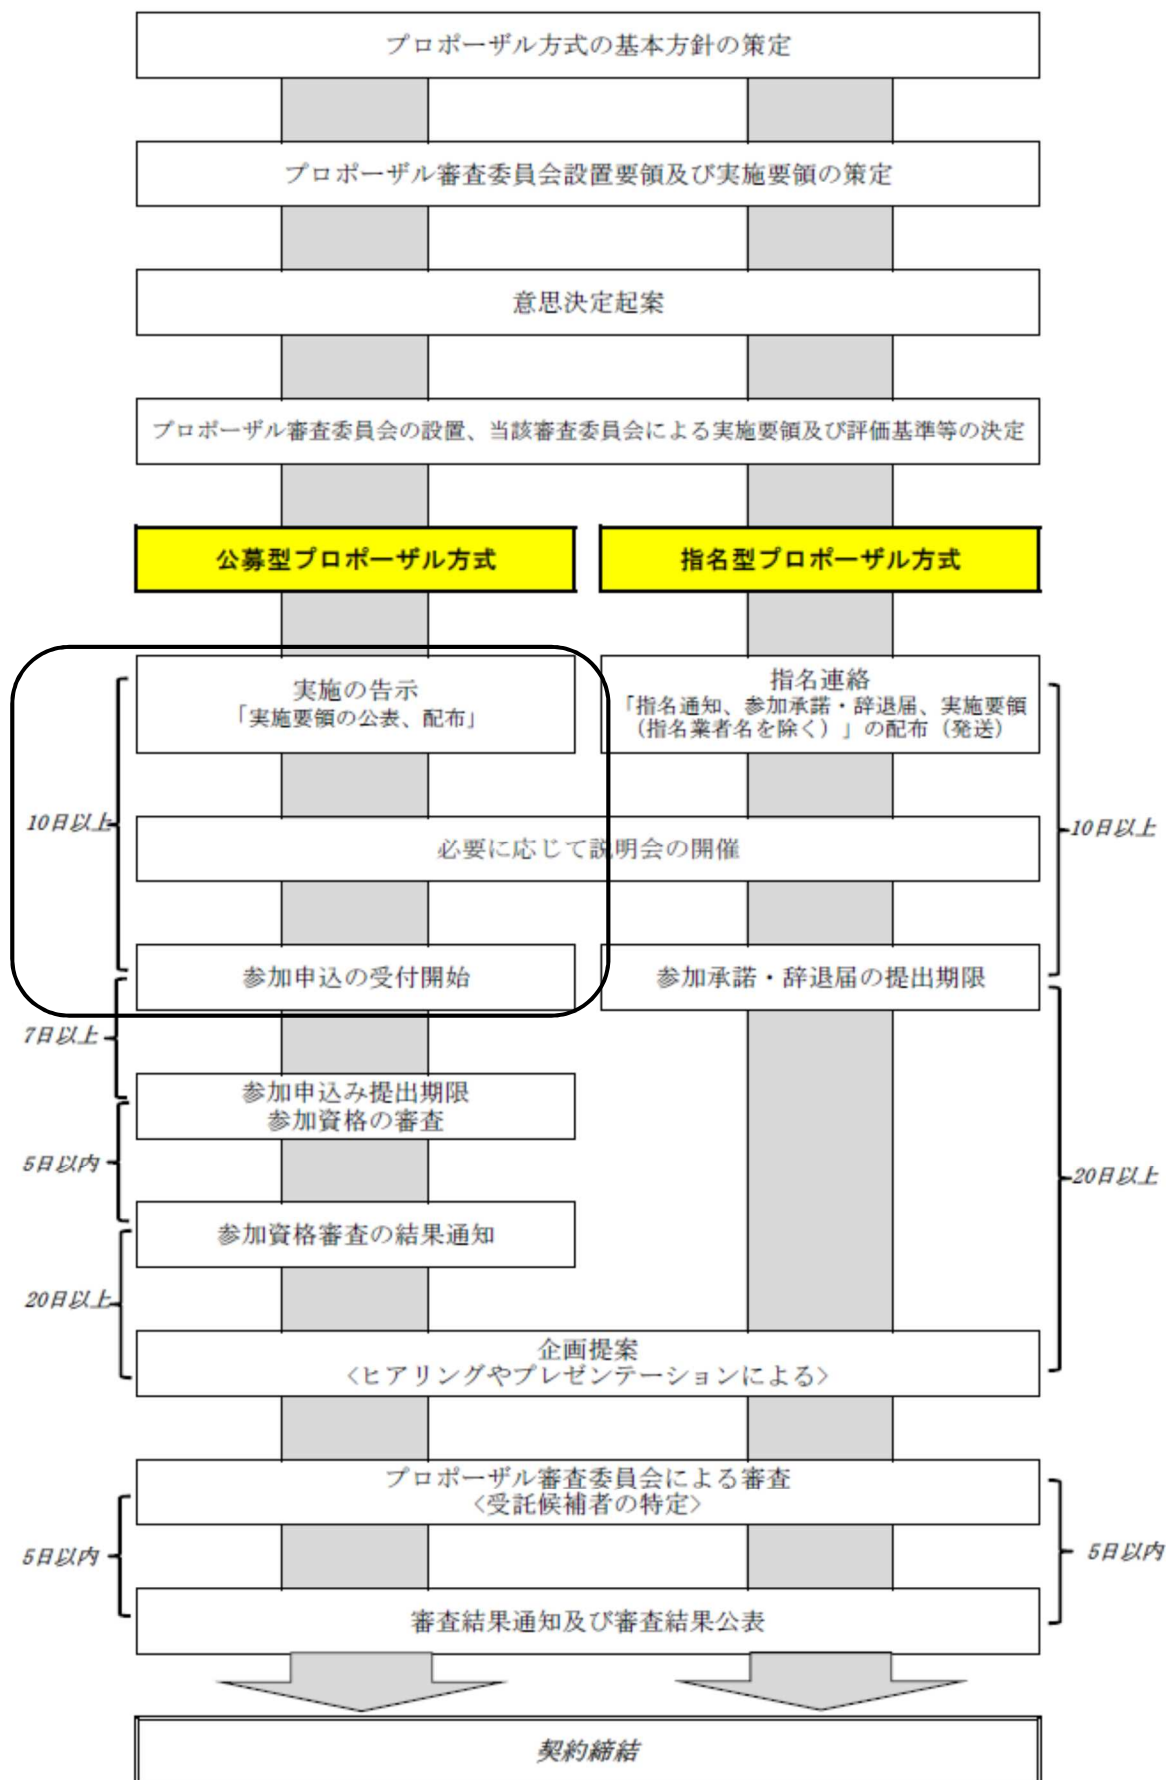 プロポーザル方式の基本方針の策定
プロポーザル審査委員会設置要領及び実施要領の策定
意思決定起案
プロポーザル審査委員会の設置、当該審査委員会による実施要領及び評価基準等の決定
公募型プロポーザル方式
指名型プロポーザル方式
実施の告示
「実施要領の公表、配布」
指名連絡
「指名通知、参加承諾・辞退届、実施要領
（指名業者名を除く）」の配布（発送）
10日以上
10日以上
必要に応じて説明会の開催
参加申込の受付開始
参加承諾・辞退届の提出期限
7日以上
参加申込み提出期限
参加資格の審査
5日以内
20日以上
参加資格審査の結果通知
20日以上
企画提案
<ヒアリングやプレゼンテーションによる>
プロポーザル審査委員会による審査
<受託候補者の特定>
5日以内
5日以内
審査結果通知及び審査結果公表
契約締結